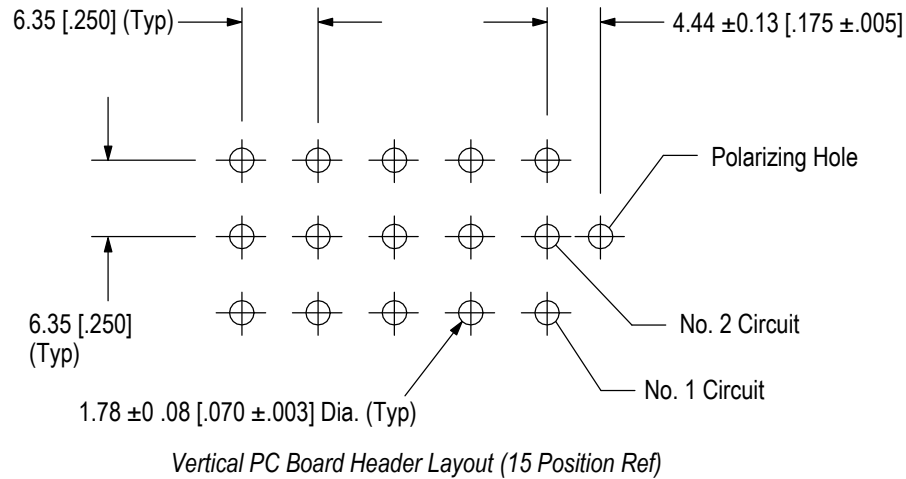 6.35 [.250] (Typ)
4.44 ±0.13 [.175 ±.005]
Polarizing Hole
6.35 [.250]
(Typ)
No. 2 Circuit
No. 1 Circuit
1.78 ±0 .08 [.070 ±.003] Dia. (Typ)
Vertical PC Board Header Layout (15 Position Ref)